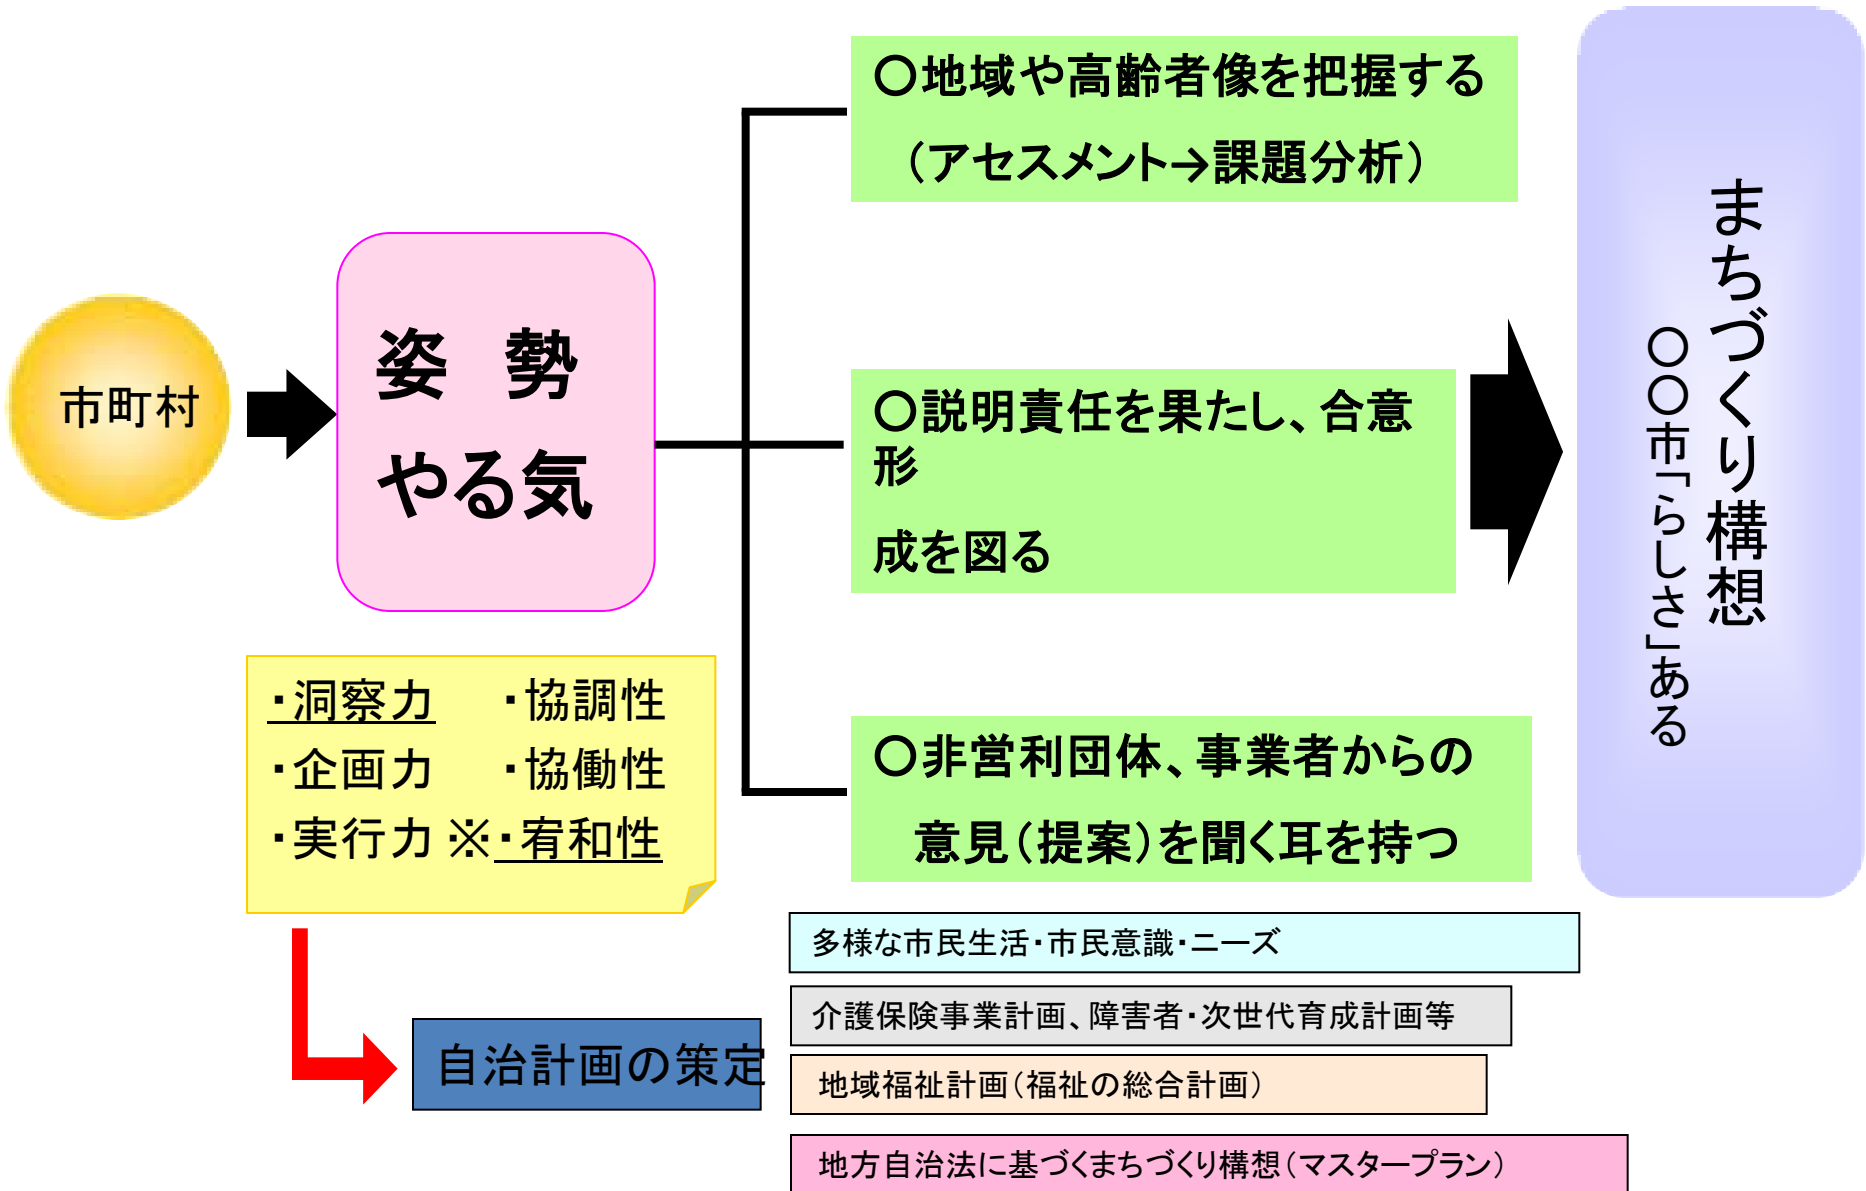 市町村
姿　勢
やる気
〇地域や高齢者像を把握する
（アセスメント→課題分析）
〇説明責任を果たし、合意
形
成を図る
〇非営利団体、事業者からの
意見（提案）を聞く耳を持つ
まちづくり構想
〇〇市「らしさ」ある
・洞察力　・協調性
・企画力　・協働性
・実行力 ※・宥和性
自治計画の策定
多様な市民生活・市民意識・ニーズ
介護保険事業計画、障害者・次世代育成計画等
地域福祉計画（福祉の総合計画）
地方自治法に基づくまちづくり構想（マスタープラン）